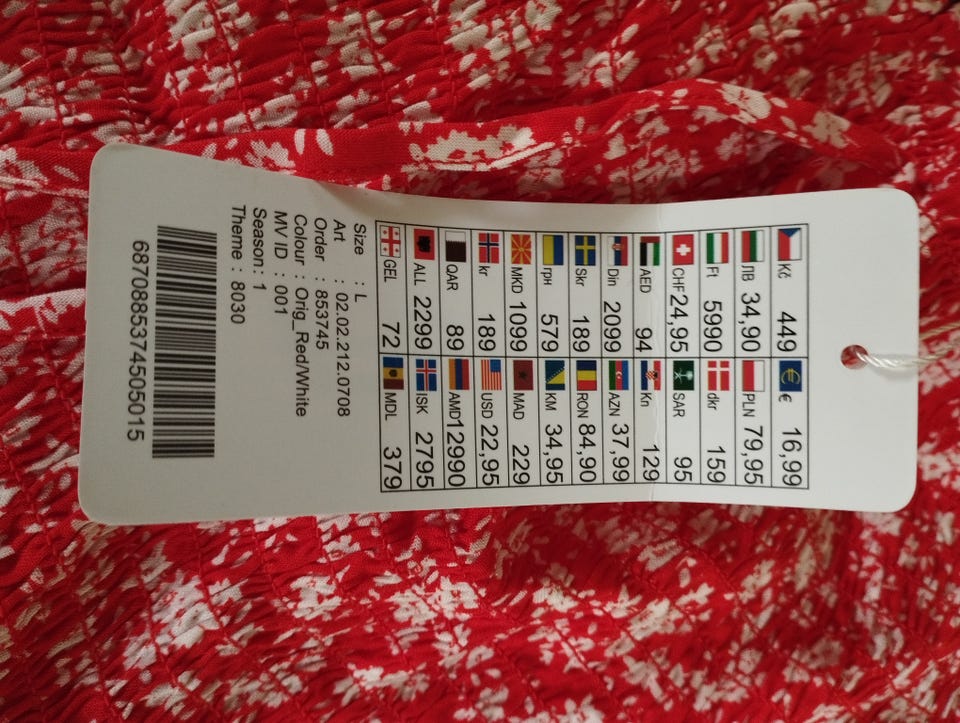 Kč 449 € 16,99
ЛВ 34,90 PLN 79,95
Ft 5990 dkr 159
CHF 24,95 SAR 95
AED 94 Kn 129
Din 2099 AZN 37,99
Skr 189 RON 84,90
грн 579 KM 34,95
MKD 1099 MAD 229
kr 189 USD 22,95
QAR 89 AMD 12990
ALL 2299 ISK 2795
GEL 72 MDL 379
Size : L
Art : 02.02.212.0708
Order : 853745
Colour : Orig_Red/White
MV ID : 001
Season : 1
Theme : 8030
6870885374505015